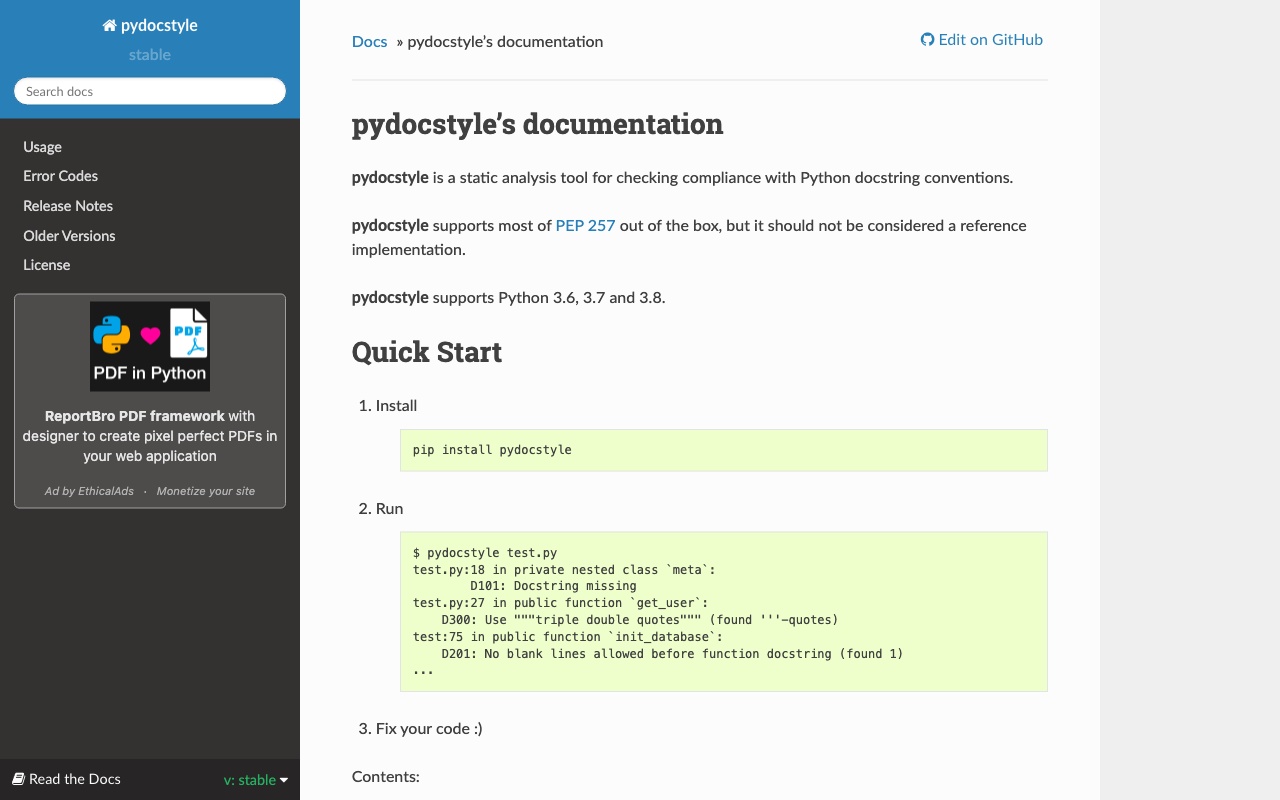 pydocstyle
stable
Search docs
Usage
Error Codes
Release Notes
Older Versions
License
PDF
PDF in Python
ReportBro PDF framework with
designer to create pixel perfect PDFs in
your web application
Ad by EthicalAds · Monetize your site
Read the Docs
v: stable
Docs » pydocstyle’s documentation
Edit on GitHub
pydocstyle’s documentation
pydocstyle is a static analysis tool for checking compliance with Python docstring conventions.
pydocstyle supports most of PEP 257 out of the box, but it should not be considered a reference
implementation.
pydocstyle supports Python 3.6, 3.7 and 3.8.
Quick Start
1. Install
pip install pydocstyle
2. Run
$ pydocstyle test.py
test.py:18 in private nested class `meta`:
        D101: Docstring missing
test.py:27 in public function `get_user`:
    D300: Use """triple double quotes""" (found '''-quotes)
test:75 in public function `init_database`:
    D201: No blank lines allowed before function docstring (found 1)
...
3. Fix your code :)
Contents: